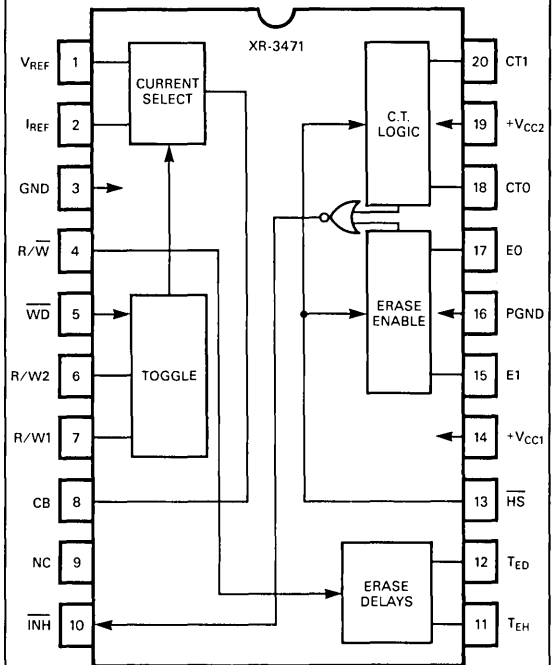 XR-3471
V_REF 1
I_REF 2
GND 3
R/W̅ 4
W̅D̅ 5
R/W2 6
R/W1 7
CB 8
NC 9
I̅N̅H̅ 10
CURRENT
SELECT
TOGGLE
C.T.
LOGIC
ERASE
ENABLE
ERASE
DELAYS
20 CT1
19 +V_CC2
18 CT0
17 E0
16 PGND
15 E1
14 +V_CC1
13 H̅S̅
12 T_ED
11 T_EH